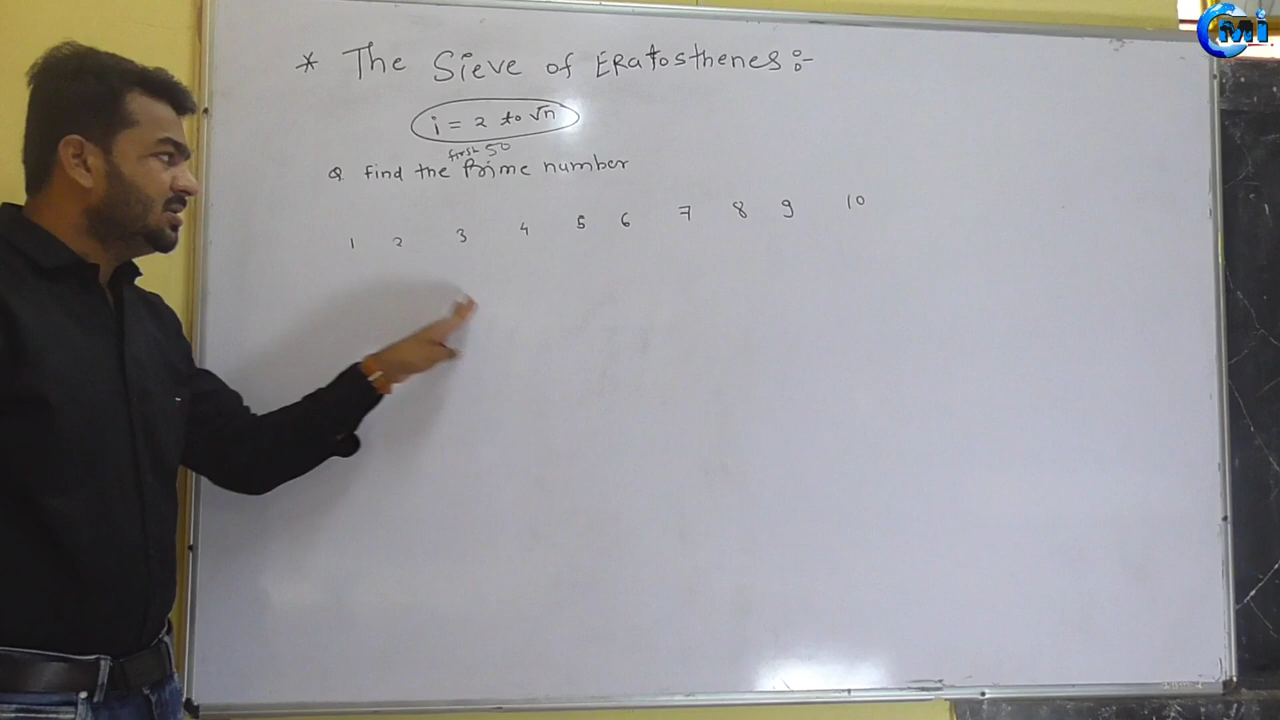 * The Sieve of Eratosthenes :-
i = 2 to √n
first 50
Q. Find the Prime number
1 2 3 4 5 6 7 8 9 10
CMi